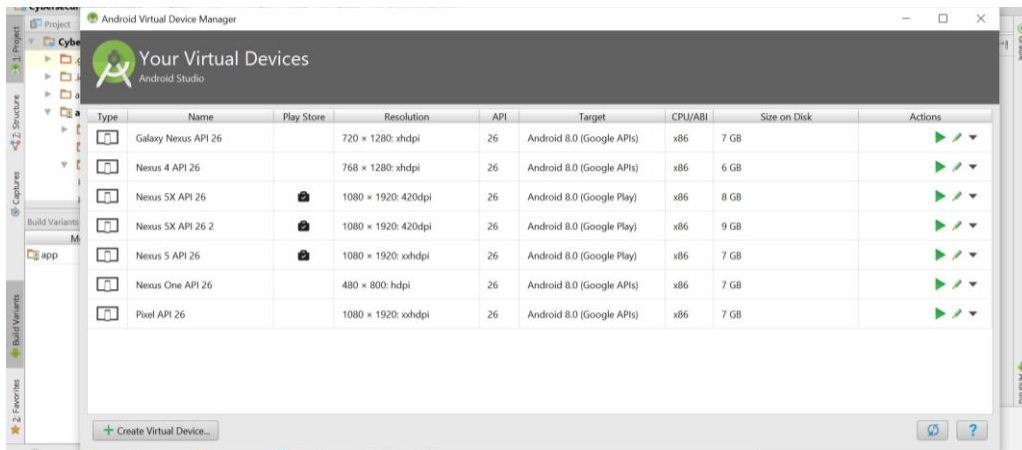 Android Virtual Device Manager
Project
Your Virtual Devices
Android Studio
Type Name Play Store Resolution API Target CPU/ABI Size on Disk Actions
Galaxy Nexus API 26 720 × 1280: xhdpi 26 Android 8.0 (Google APIs) x86 7 GB
Nexus 4 API 26 768 × 1280: xhdpi 26 Android 8.0 (Google APIs) x86 6 GB
Nexus 5X API 26 1080 × 1920: 420dpi 26 Android 8.0 (Google Play) x86 8 GB
Nexus 5X API 26 2 1080 × 1920: 420dpi 26 Android 8.0 (Google Play) x86 9 GB
Nexus 5 API 26 1080 × 1920: xxhdpi 26 Android 8.0 (Google Play) x86 7 GB
Nexus One API 26 480 × 800: hdpi 26 Android 8.0 (Google APIs) x86 7 GB
Pixel API 26 1080 × 1920: xxhdpi 26 Android 8.0 (Google APIs) x86 7 GB
+ Create Virtual Device...
?
1: Project
Z: Structure
Captures
Build Variants
2: Favorites
Cybe
Build Variants
app